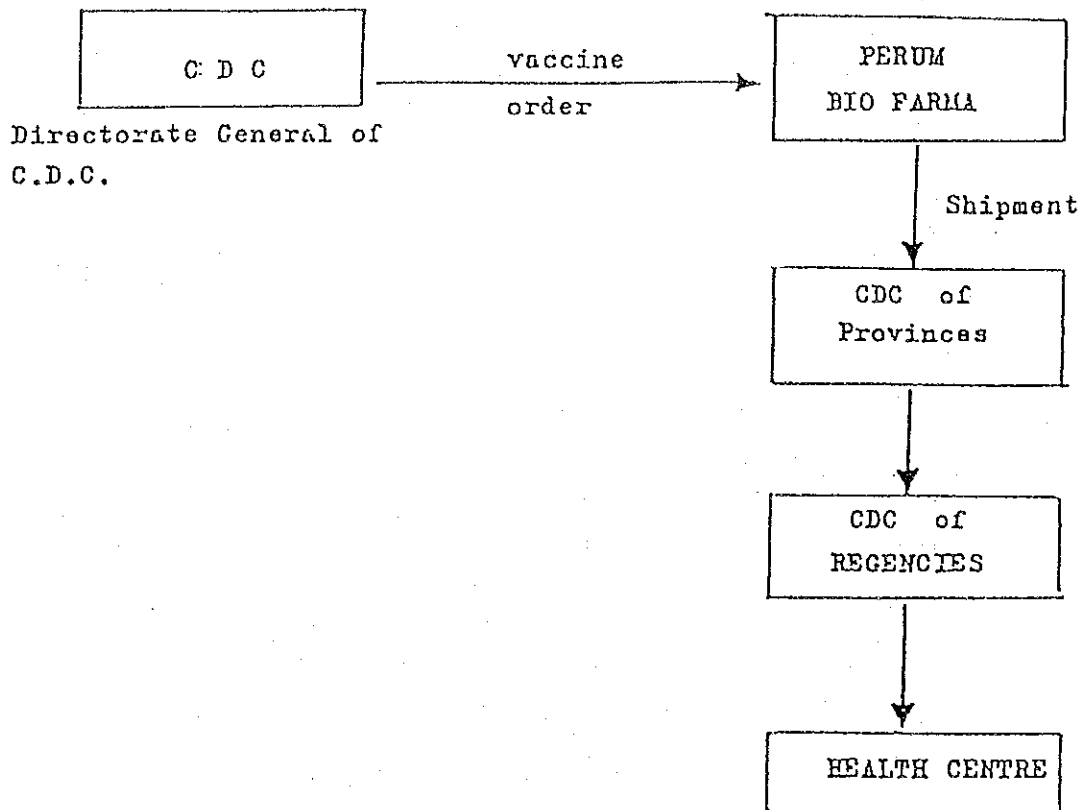 C D C
Directorate General of
C.D.C.
vaccine
order
PERUM
BIO FARMA
Shipment
CDC of
Provinces
CDC of
REGENCIES
HEALTH CENTRE